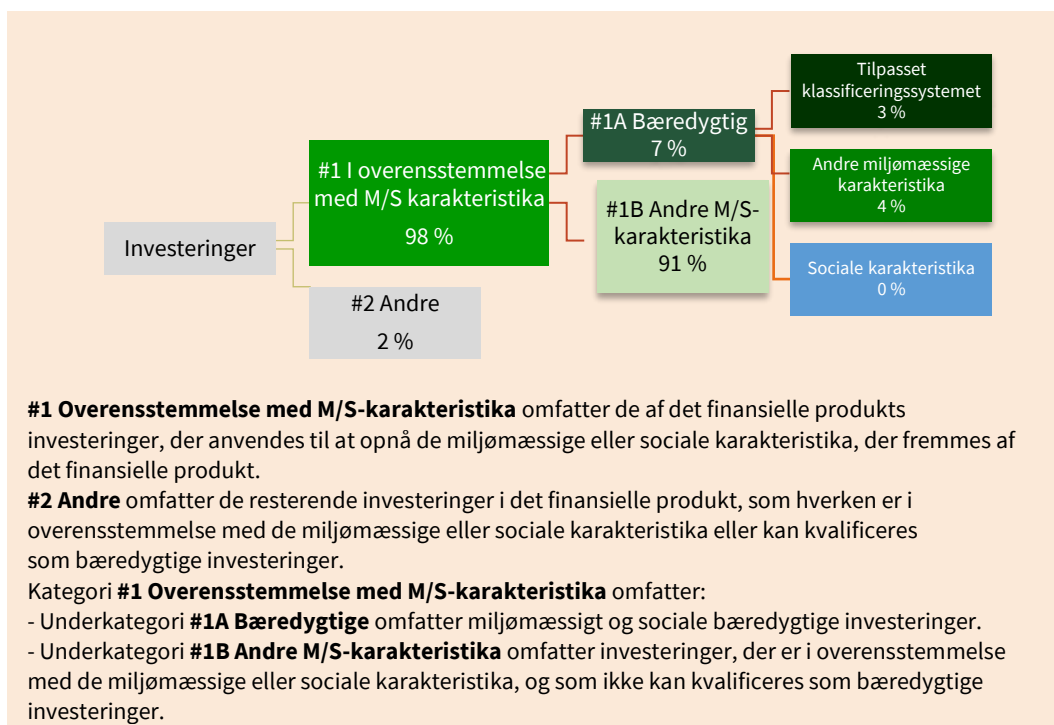 Investeringer
#1 I overensstemmelse
med M/S karakteristika
98 %
#2 Andre
2 %
#1A Bæredygtig
7 %
#1B Andre M/S-
karakteristika
91 %
Tilpasset
klassificeringssystemet
3 %
Andre miljømæssige
karakteristika
4 %
Sociale karakteristika
0 %
#1 Overensstemmelse med M/S-karakteristika omfatter de af det finansielle produkts
investeringer, der anvendes til at opnå de miljømæssige eller sociale karakteristika, der fremmes af
det finansielle produkt.
#2 Andre omfatter de resterende investeringer i det finansielle produkt, som hverken er i
overensstemmelse med de miljømæssige eller sociale karakteristika eller kan kvalificeres
som bæredygtige investeringer.
Kategori #1 Overensstemmelse med M/S-karakteristika omfatter:
- Underkategori #1A Bæredygtige omfatter miljømæssigt og sociale bæredygtige investeringer.
- Underkategori #1B Andre M/S-karakteristika omfatter investeringer, der er i overensstemmelse
med de miljømæssige eller sociale karakteristika, og som ikke kan kvalificeres som bæredygtige
investeringer.